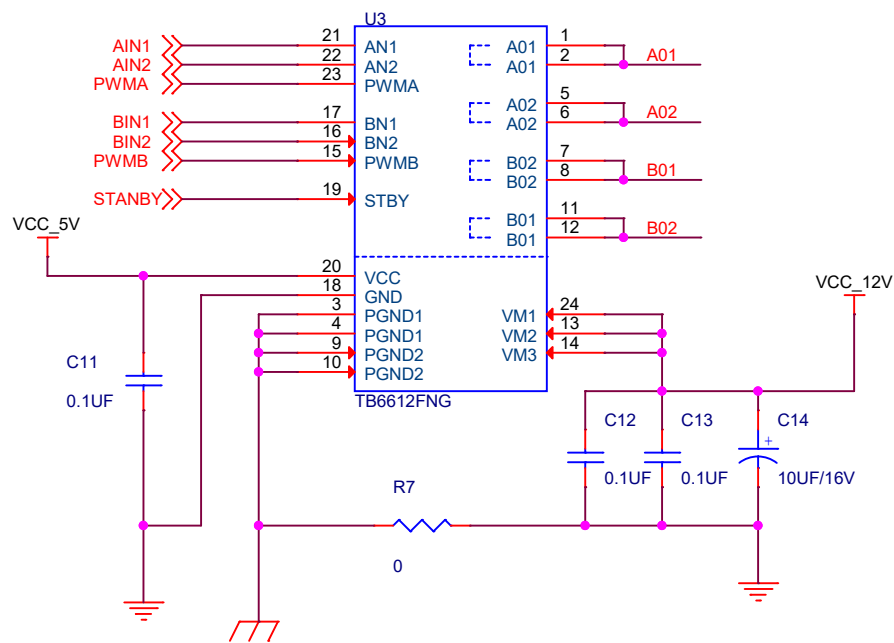 U3
AIN1 21 AN1 A01 1
AIN2 22 AN2 A01 2 A01
PWMA 23 PWMA
A02 5
BIN1 17 BN1 A02 6 A02
BIN2 16 BN2
PWMB 15 PWMB B02 7
B02 8 B01
STANBY 19 STBY
B01 11
B01 12 B02
VCC_5V
20 VCC
18 GND
VCC_12V
3 PGND1 VM1 24
4 PGND1 VM2 13
9 PGND2 VM3 14
10 PGND2
TB6612FNG
C11
0.1UF
C12 C13 C14
+
0.1UF 0.1UF 10UF/16V
R7
0